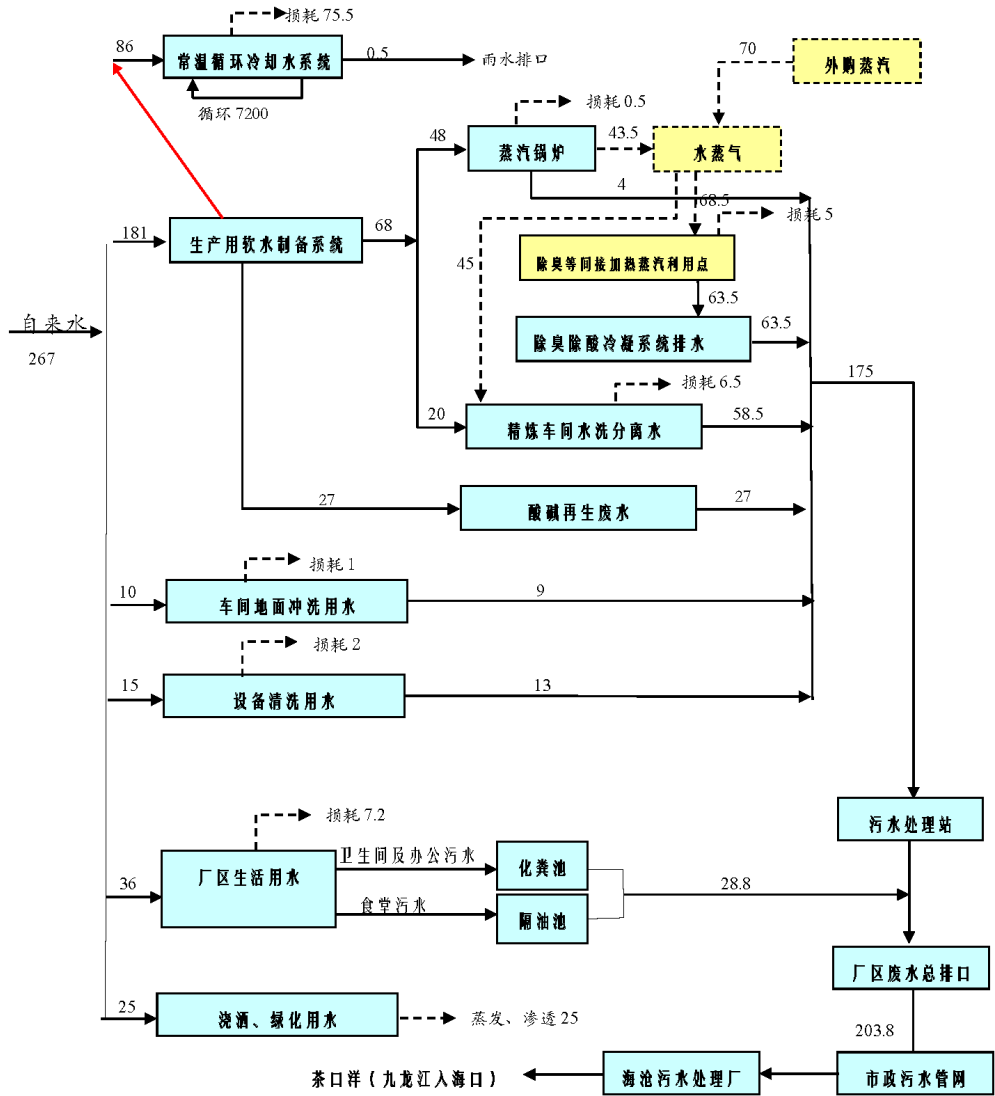 损耗 75.5
86
常温循环冷却水系统
0.5
雨水排口
70
外购蒸汽
循环 7200
损耗 0.5
48
蒸汽锅炉
43.5
水蒸气
4
68.5
损耗 5
181
生产用软水制备系统
68
45
除臭等间接加热蒸汽利用点
63.5
自来水
267
除臭除酸冷凝系统排水
63.5
175
损耗 6.5
20
精炼车间水洗分离水
58.5
27
酸碱再生废水
27
损耗 1
10
车间地面冲洗用水
9
损耗 2
15
设备清洗用水
13
污水处理站
损耗 7.2
卫生间及办公污水
化粪池
36
厂区生活用水
28.8
食堂污水
隔油池
厂区废水总排口
25
浇洒、绿化用水
蒸发、渗透 25
203.8
茶口洋（九龙江入海口）
海沧污水处理厂
市政污水管网